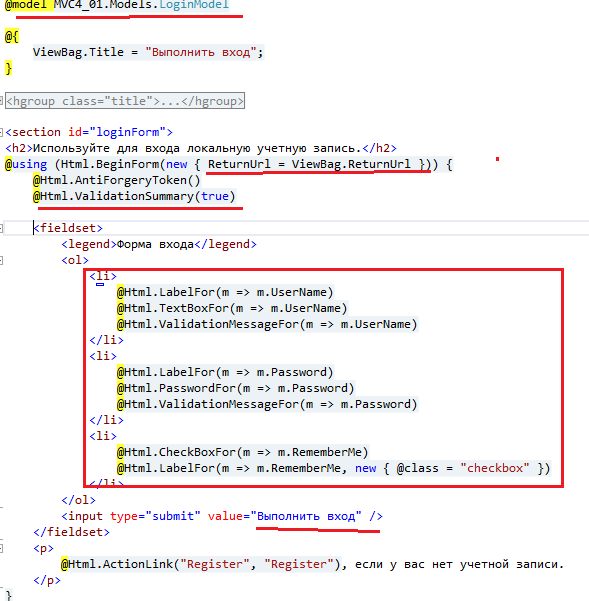 @model MVC4_01.Models.LoginModel
@{
ViewBag.Title = "Выполнить вход";
}
<hgroup class="title">...</hgroup>
<section id="loginForm">
<h2>Используйте для входа локальную учетную запись.</h2>
@using (Html.BeginForm(new { ReturnUrl = ViewBag.ReturnUrl })) {
@Html.AntiForgeryToken()
@Html.ValidationSummary(true)
<fieldset>
<legend>Форма входа</legend>
<ol>
<li>
@Html.LabelFor(m => m.UserName)
@Html.TextBoxFor(m => m.UserName)
@Html.ValidationMessageFor(m => m.UserName)
</li>
<li>
@Html.LabelFor(m => m.Password)
@Html.PasswordFor(m => m.Password)
@Html.ValidationMessageFor(m => m.Password)
</li>
<li>
@Html.CheckBoxFor(m => m.RememberMe)
@Html.LabelFor(m => m.RememberMe, new { @class = "checkbox" })
</li>
</ol>
<input type="submit" value="Выполнить вход" />
</fieldset>
<p>
@Html.ActionLink("Register", "Register"), если у вас нет учетной записи.
</p>
}